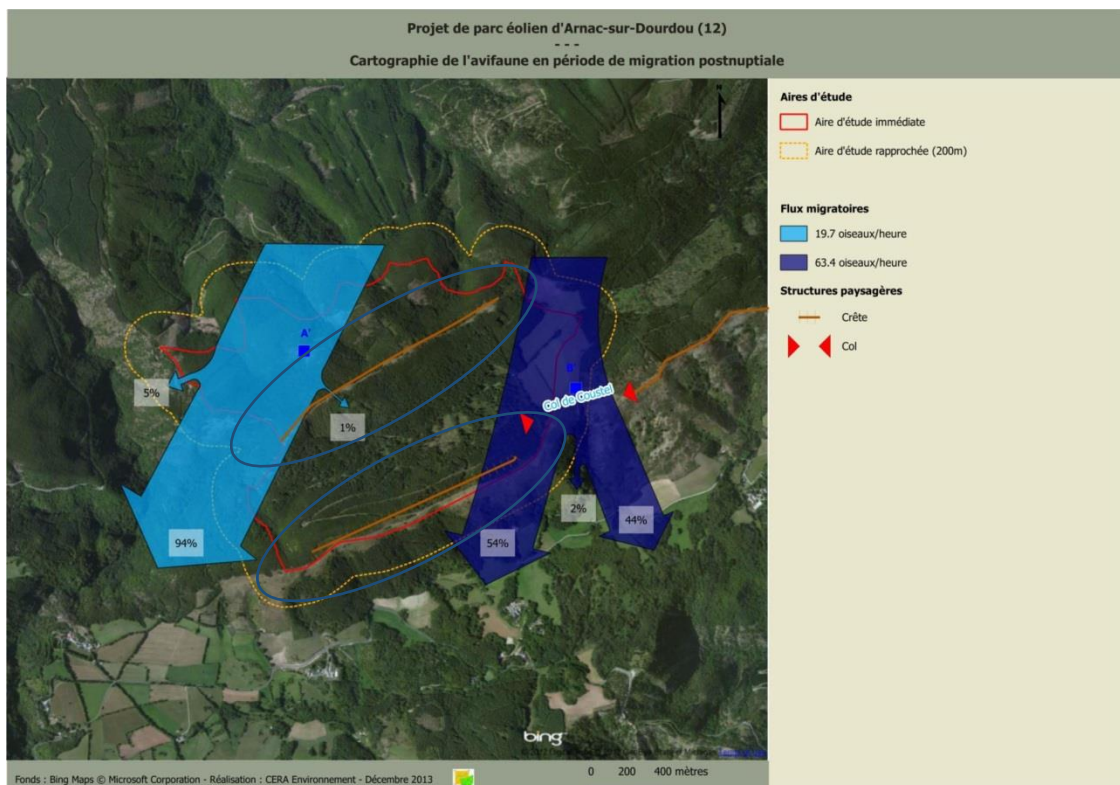 Projet de parc éolien d'Arnac-sur-Dourdou (12)
- - -
Cartographie de l'avifaune en période de migration postnuptiale
N
Aires d'étude
Aire d'étude immédiate
Aire d'étude rapprochée (200m)
Flux migratoires
19.7 oiseaux/heure
63.4 oiseaux/heure
Structures paysagères
Crête
Col
A'
B'
Col de Coustel
5%
1%
94%
54%
2%
44%
bing
0 200 400 mètres
Fonds : Bing Maps © Microsoft Corporation - Réalisation : CERA Environnement - Décembre 2013